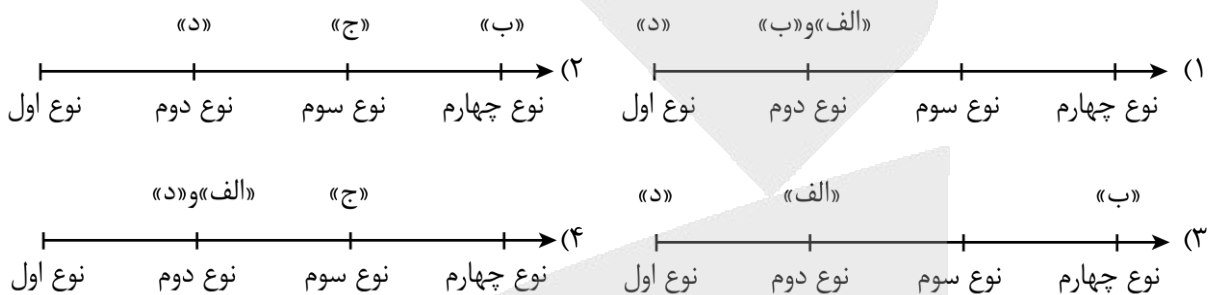 ۱) «د» «الف»و«ب»
نوع اول نوع دوم نوع سوم نوع چهارم
۲) «د» «ج» «ب»
نوع اول نوع دوم نوع سوم نوع چهارم
۳) «د» «الف» «ب»
نوع اول نوع دوم نوع سوم نوع چهارم
۴) «الف»و«د» «ج»
نوع اول نوع دوم نوع سوم نوع چهارم